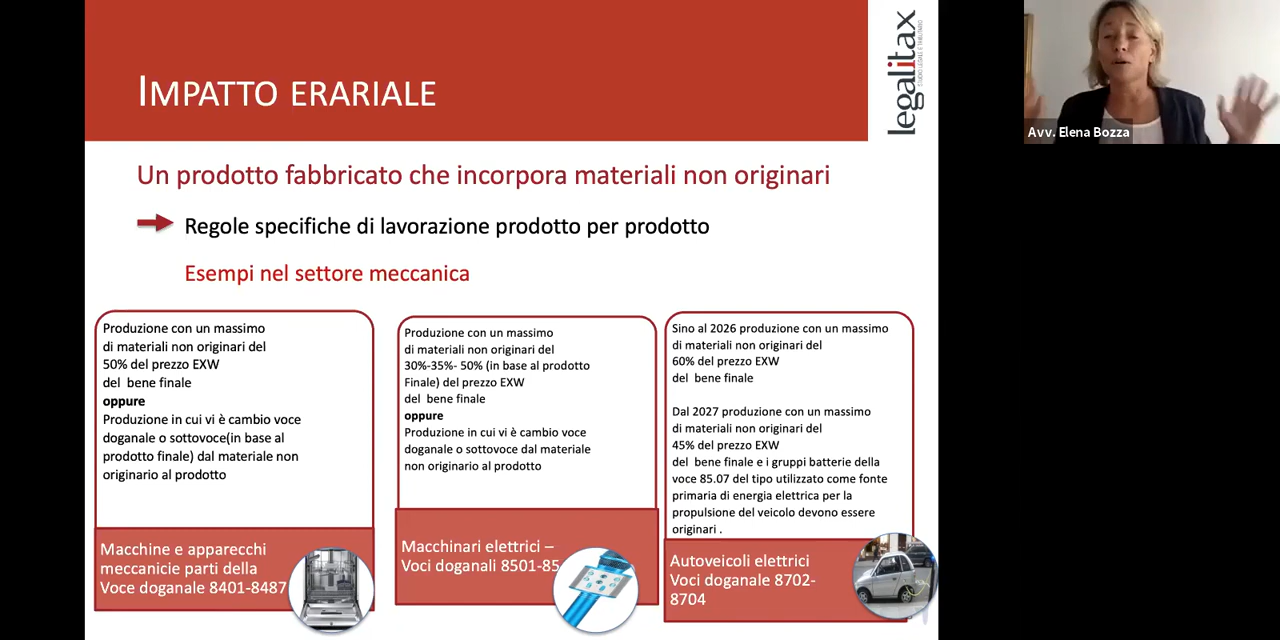 IMPATTO ERARIALE
legalitax
STUDIO LEGALE E TRIBUTARIO
Avv. Elena Bozza
Un prodotto fabbricato che incorpora materiali non originari
Regole specifiche di lavorazione prodotto per prodotto
Esempi nel settore meccanica
Produzione con un massimo
di materiali non originari del
50% del prezzo EXW
del bene finale
oppure
Produzione in cui vi è cambio voce
doganale o sottovoce(in base al
prodotto finale) dal materiale non
originario al prodotto
Macchine e apparecchi
meccanicie parti della
Voce doganale 8401-8487
Produzione con un massimo
di materiali non originari del
30%-35%- 50% (in base al prodotto
Finale) del prezzo EXW
del bene finale
oppure
Produzione in cui vi è cambio voce
doganale o sottovoce dal materiale
non originario al prodotto
Macchinari elettrici –
Voci doganali 8501-85
Sino al 2026 produzione con un massimo
di materiali non originari del
60% del prezzo EXW
del bene finale
Dal 2027 produzione con un massimo
di materiali non originari del
45% del prezzo EXW
del bene finale e i gruppi batterie della
voce 85.07 del tipo utilizzato come fonte
primaria di energia elettrica per la
propulsione del veicolo devono essere
originari .
Autoveicoli elettrici
Voci doganale 8702-
8704